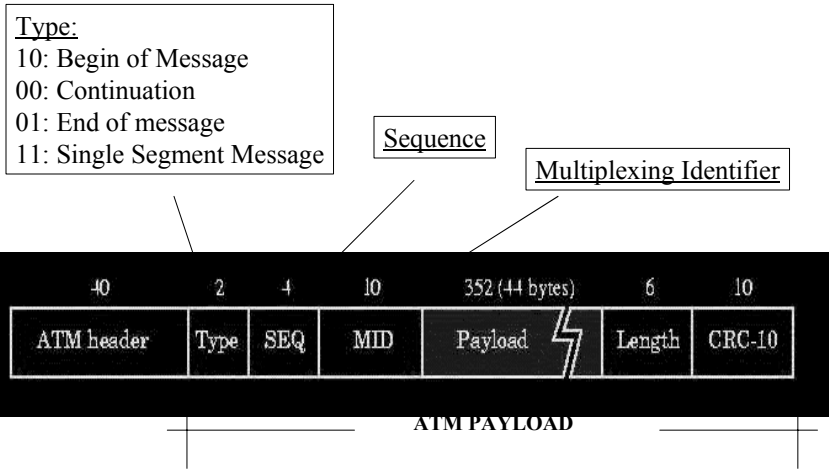 Type:
10: Begin of Message
00: Continuation
01: End of message
11: Single Segment Message
Sequence
Multiplexing Identifier
40 2 4 10 352 (44 bytes) 6 10
ATM header Type SEQ MID Payload Length CRC-10
ATM PAYLOAD